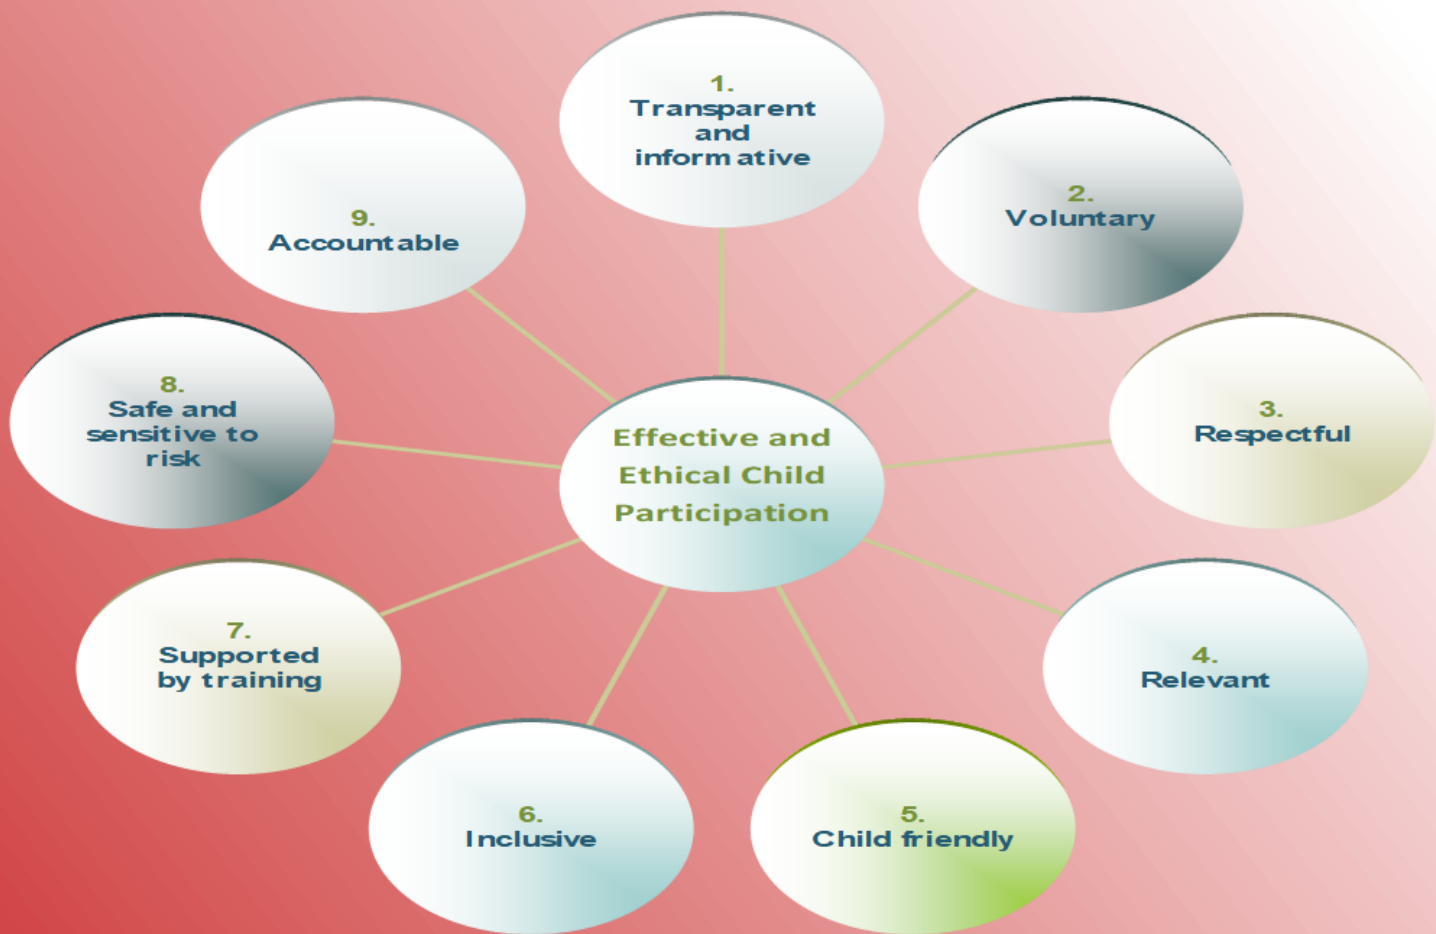 1.
Transparent
and
informative
2.
Voluntary
3.
Respectful
4.
Relevant
5.
Child friendly
6.
Inclusive
7.
Supported
by training
8.
Safe and
sensitive to
risk
9.
Accountable
Effective and
Ethical Child
Participation